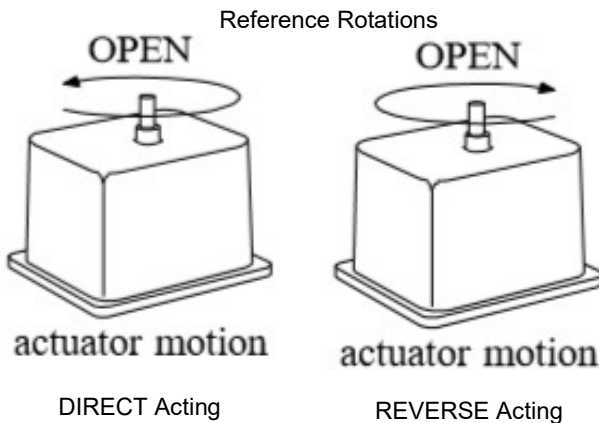 Reference Rotations
OPEN
OPEN
actuator motion
actuator motion
DIRECT Acting
REVERSE Acting